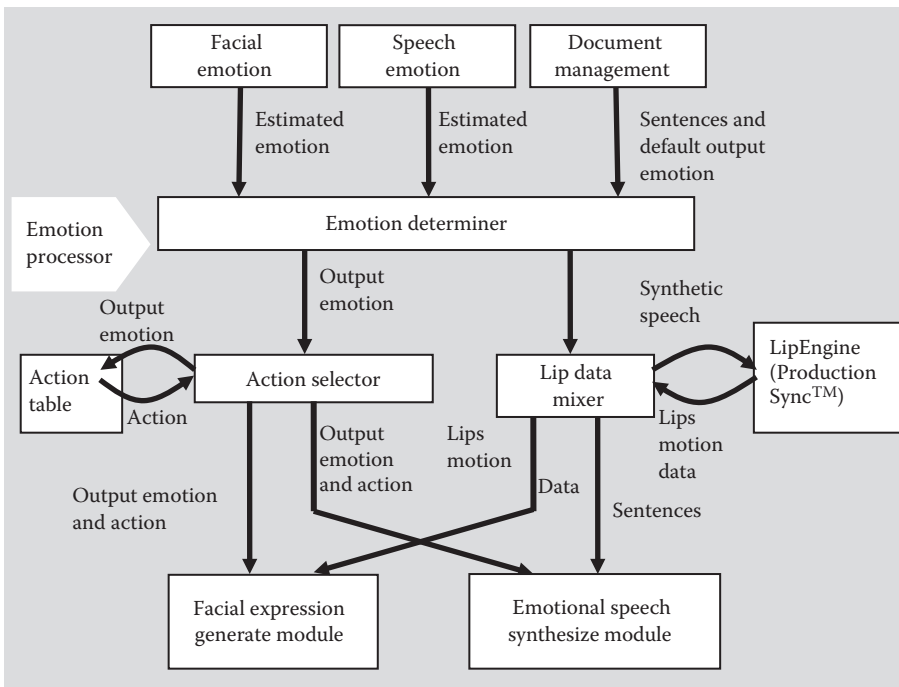 Facial
emotion
Speech
emotion
Document
management
Estimated
emotion
Estimated
emotion
Sentences and
default output
emotion
Emotion
processor
Emotion determiner
Output
emotion
Synthetic
speech
Output
emotion
Action
table
Action
Action selector
Lip data
mixer
LipEngine
(Production
Sync™)
Output emotion
and action
Output
emotion
and action
Lips
motion
Data
Sentences
Lips
motion
data
Facial expression
generate module
Emotional speech
synthesize module